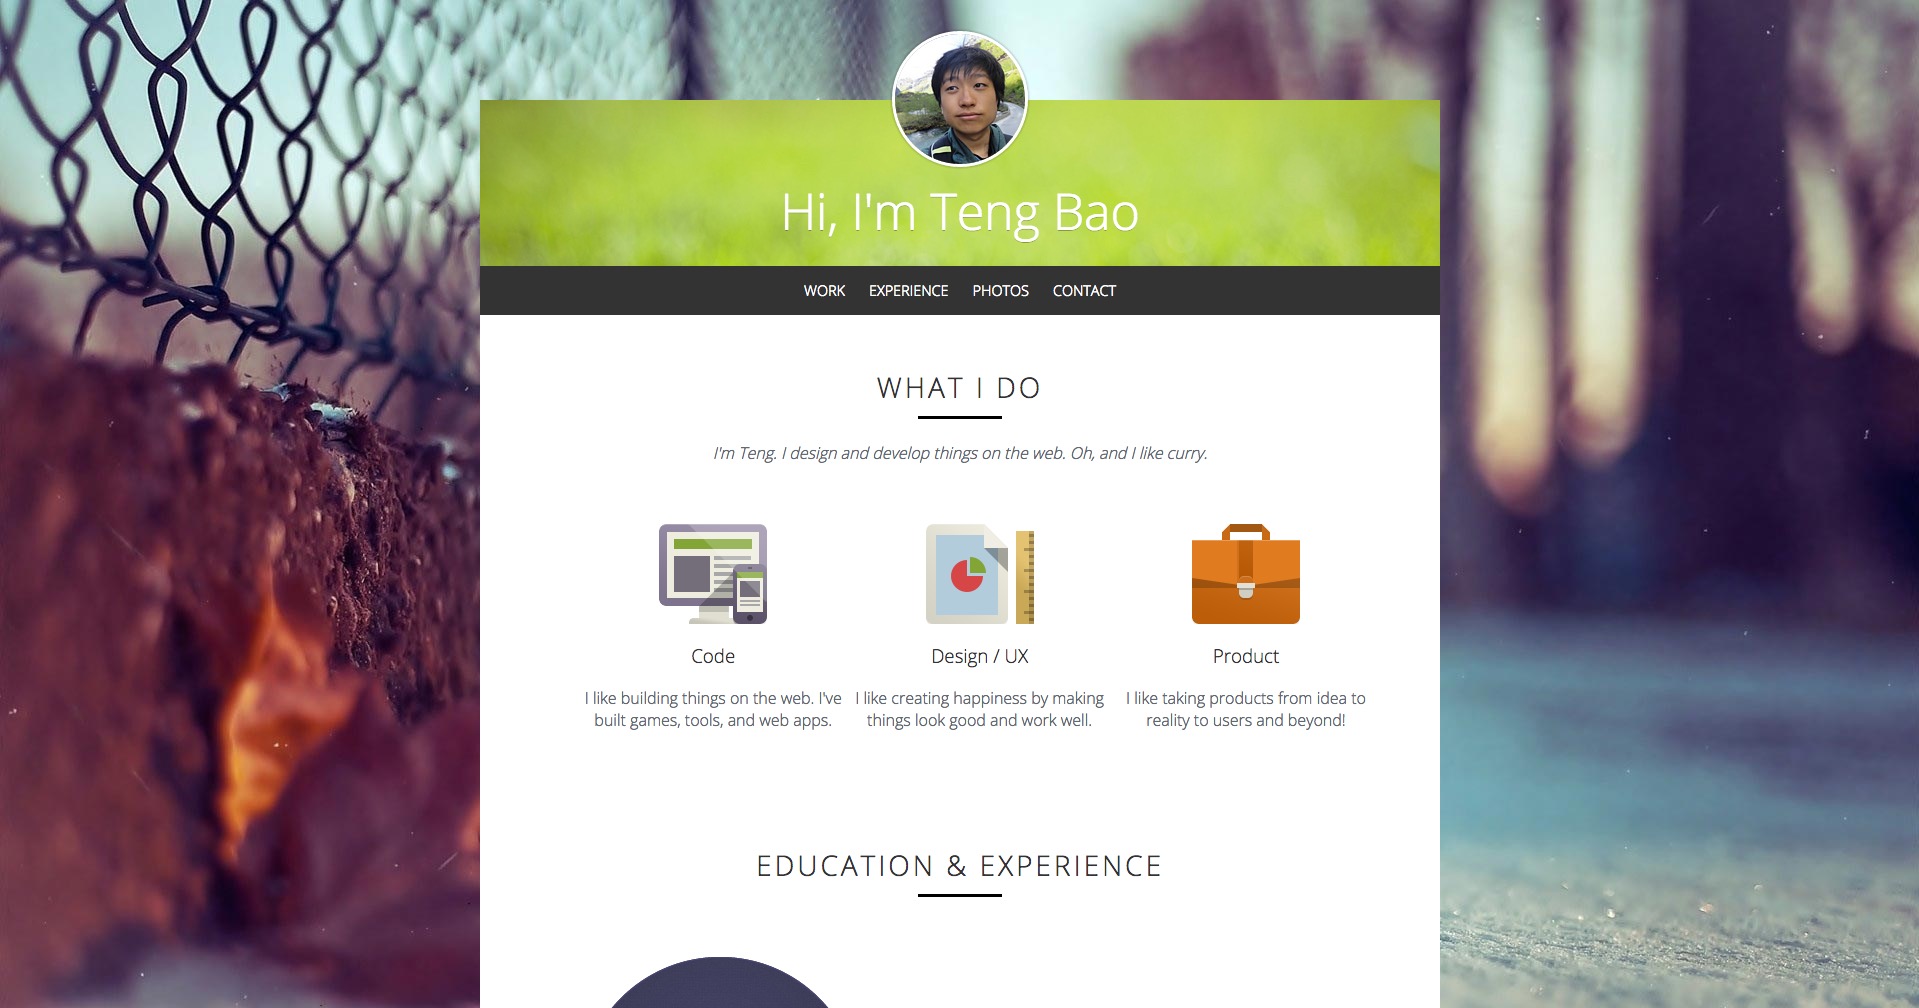 Hi, I'm Teng Bao
WORK EXPERIENCE PHOTOS CONTACT
WHAT I DO
I'm Teng. I design and develop things on the web. Oh, and I like curry.
Code
I like building things on the web. I've
built games, tools, and web apps.
Design / UX
I like creating happiness by making
things look good and work well.
Product
I like taking products from idea to
reality to users and beyond!
EDUCATION & EXPERIENCE